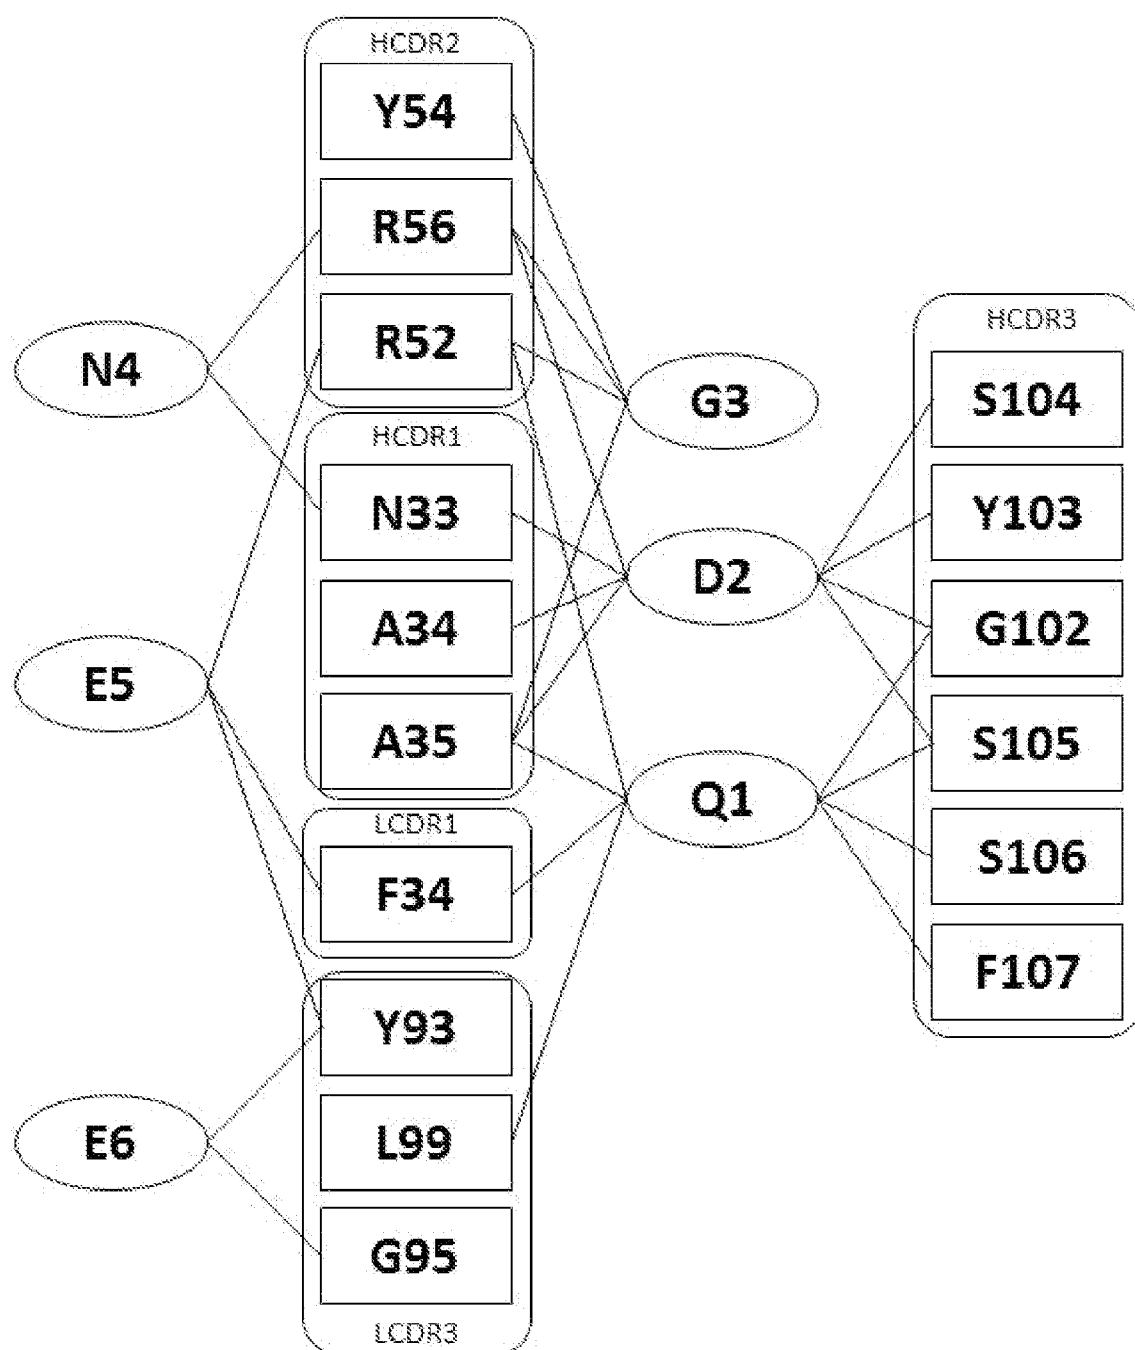 HCDR2
Y54
R56
R52
N4
HCDR1
N33
A34
A35
E5
LCDR1
F34
Y93
L99
G95
LCDR3
E6
G3
D2
Q1
HCDR3
S104
Y103
G102
S105
S106
F107